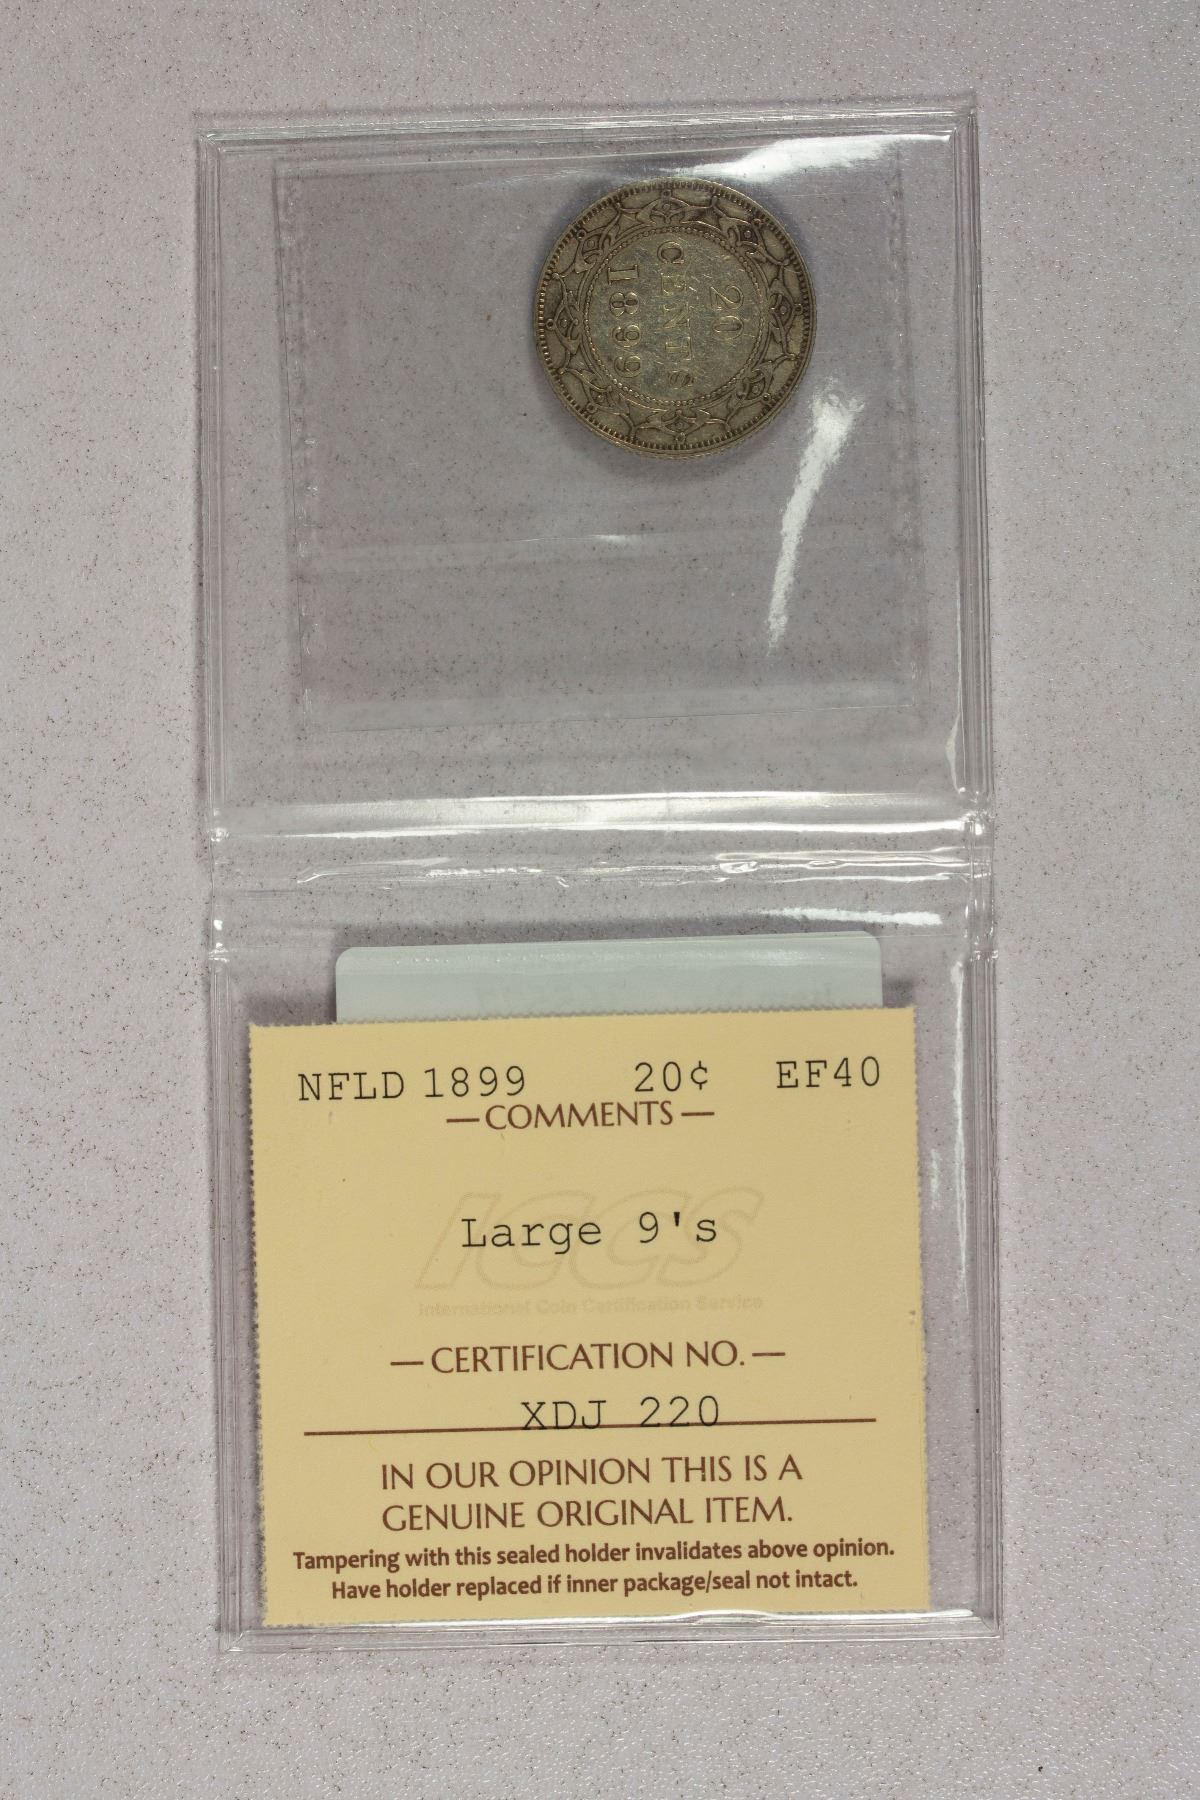 20
CENTS
1899
NFLD 1899 20¢ EF40
—COMMENTS—
Large 9's
ICCS
International Coin Certification Service
—CERTIFICATION NO.—
XDJ 220
IN OUR OPINION THIS IS A
GENUINE ORIGINAL ITEM.
Tampering with this sealed holder invalidates above opinion.
Have holder replaced if inner package/seal not intact.